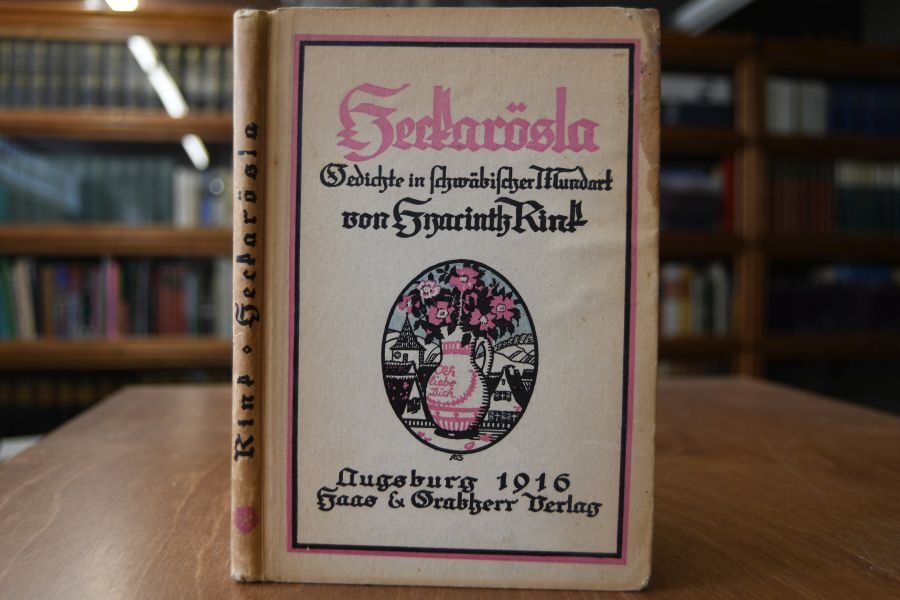 Rink ⬥ Heckarösla
Heckarösla
Gedichte in schwäbischer Mundart
von Hyacinth Rink
Ich
liebe
Dich
Augsburg 1916
Haas & Grabherr Verlag